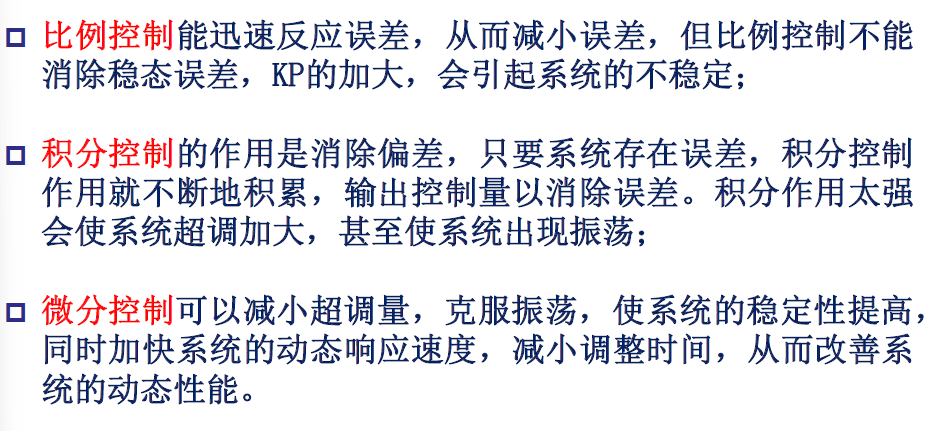 比例控制能迅速反应误差，从而减小误差，但比例控制不能
消除稳态误差，KP的加大，会引起系统的不稳定；
积分控制的作用是消除偏差，只要系统存在误差，积分控制
作用就不断地积累，输出控制量以消除误差。积分作用太强
会使系统超调加大，甚至使系统出现振荡；
微分控制可以减小超调量，克服振荡，使系统的稳定性提高，
同时加快系统的动态响应速度，减小调整时间，从而改善系
统的动态性能。